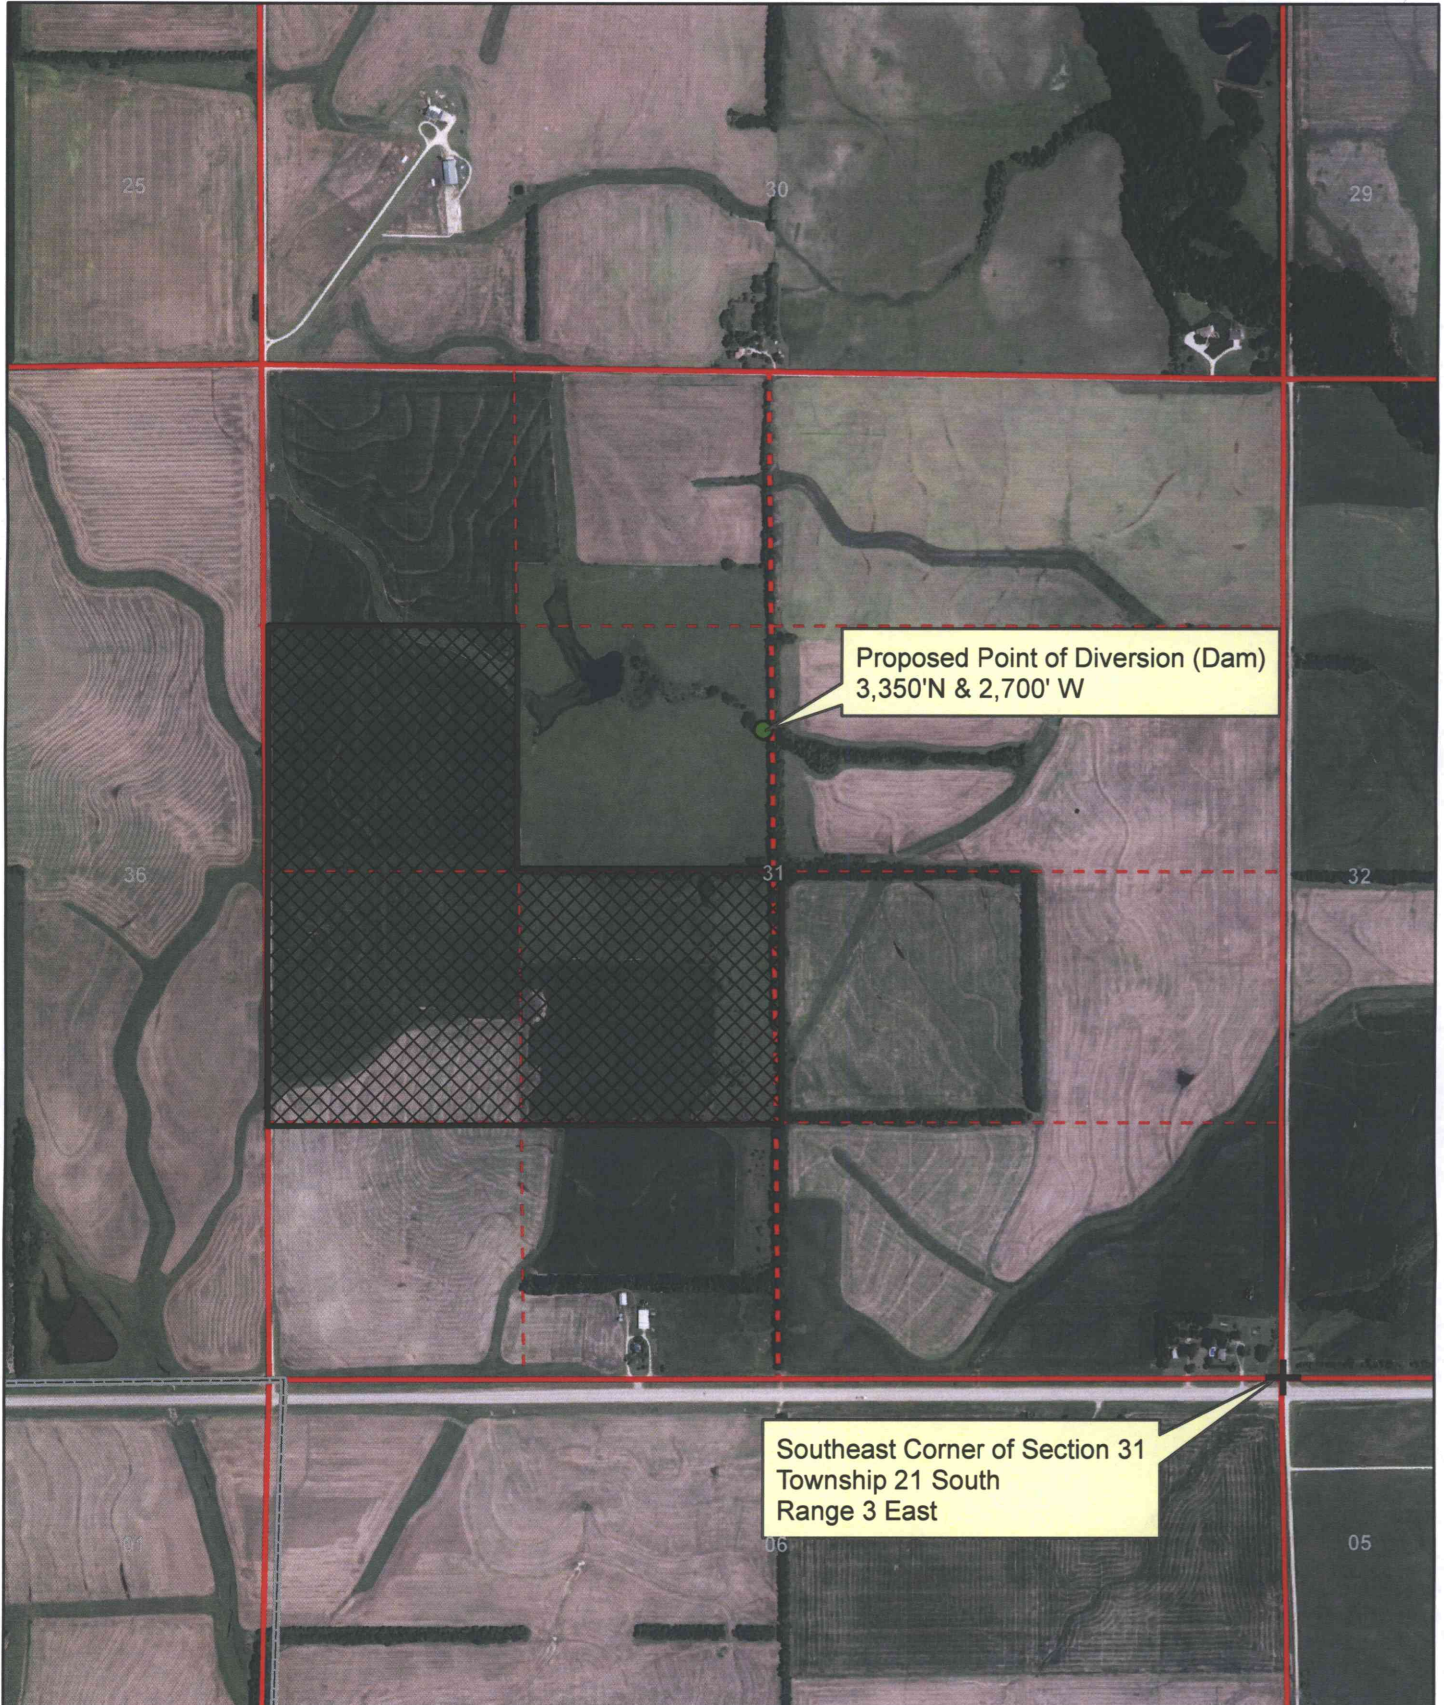 25
30
29
Proposed Point of Diversion (Dam)
3,350'N & 2,700' W
36
31
32
Southeast Corner of Section 31
Township 21 South
Range 3 East
01
06
05